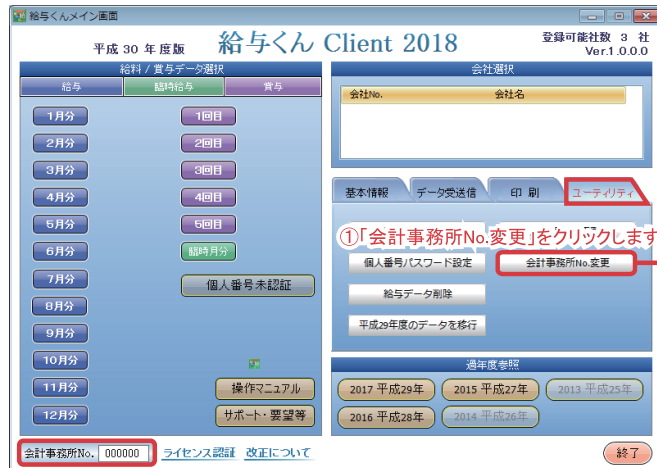 給与くんメイン画面
平成 30 年度版 給与くん Client 2018
登録可能社数 3 社
Ver.1.0.0.0
給料 / 賞与データ選択
給与 臨時給与 賞与
1月分 1回目
2月分 2回目
3月分 3回目
4月分 4回目
5月分 5回目
6月分 臨時月分
7月分 個人番号未認証
8月分
9月分
10月分
11月分 操作マニュアル
12月分 サポート・要望等
会社選択
会社No. 会社名
基本情報 データ受送信 印 刷 ユーティリティ
①「会計事務所No.変更」をクリックします
個人番号パスワード設定 会計事務所No.変更
給与データ削除
平成29年度のデータを移行
過年度参照
2017 平成29年 2015 平成27年 2013 平成25年
2016 平成28年 2014 平成26年
会計事務所No. 000000 ライセンス認証 改正について 終了